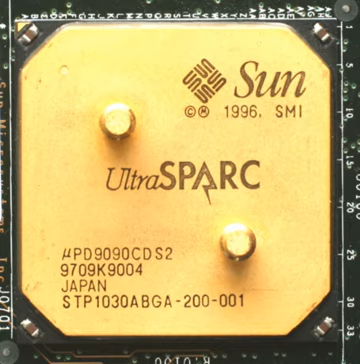 Sun
©Ⓜ 1996, SMI
UltraSPARC
µPD9090CDS2
9709K9004
JAPAN
STP1030ABGA-200-001